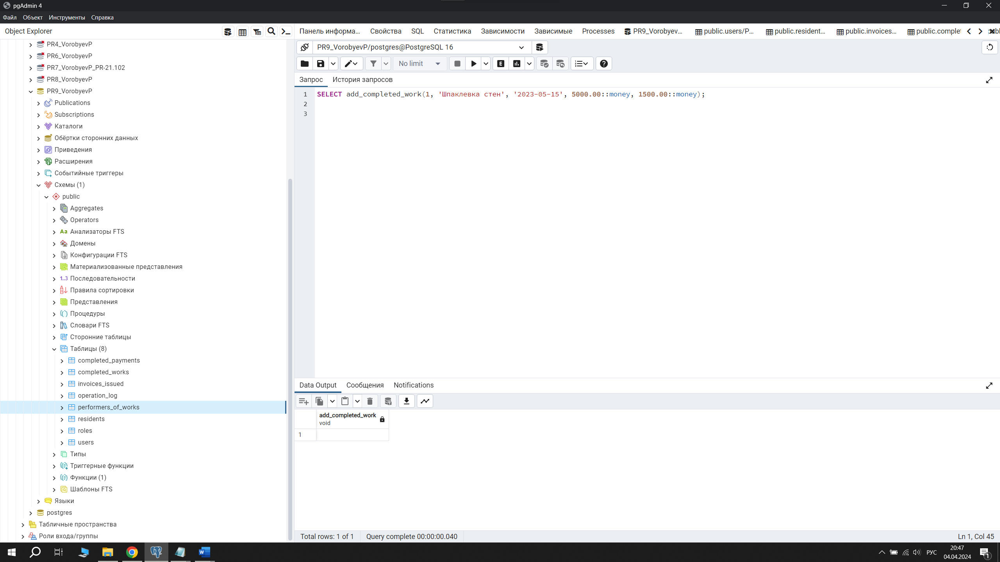 pgAdmin 4
Файл Объект Инструменты Справка
Object Explorer
PR4_VorobyevP
PR6_VorobyevP
PR7_VorobyevP_PR-21.102
PR8_VorobyevP
PR9_VorobyevP
Publications
Subscriptions
Каталоги
Обёртки сторонних данных
Приведения
Расширения
Событийные триггеры
Схемы (1)
public
Aggregates
Operators
Aa Анализаторы FTS
Домены
Конфигурации FTS
Материализованные представления
1..3 Последовательности
Правила сортировки
Представления
Процедуры
Словари FTS
Сторонние таблицы
Таблицы (8)
completed_payments
completed_works
invoices_issued
operation_log
performers_of_works
residents
roles
users
Типы
Триггерные функции
Функции (1)
Шаблоны FTS
Языки
postgres
Табличные пространства
Роли входа/группы
Панель информа... Свойства SQL Статистика Зависимости Зависимые Processes PR9_Vorobyev... public.users/P... public.resident... public.invoices... public.comple
PR9_VorobyevP/postgres@PostgreSQL 16
No limit
Запрос История запросов
1 SELECT add_completed_work(1, 'Шпаклевка стен', '2023-05-15', 5000.00::money, 1500.00::money);
2
3
Data Output Сообщения Notifications
add_completed_work
void
1
Total rows: 1 of 1 Query complete 00:00:00.040 Ln 1, Col 45
РУС
20:47
04.04.2024
1